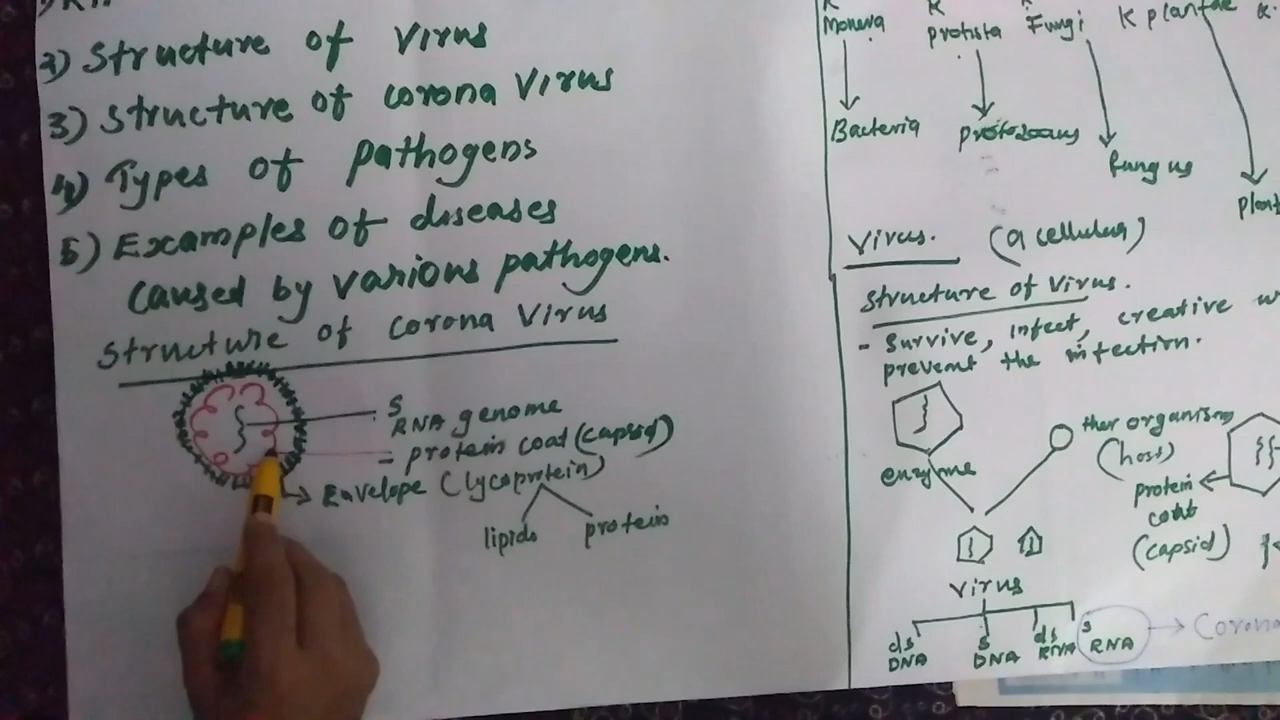 2) Structure of Virus
3) Structure of corona Virus
4) Types of pathogens
5) Examples of diseases
caused by various pathogens.
Structure of corona Virus
S
RNA genome
= protein coat (capsid)
Envelope (Lycoprotein)
lipids protein
K K K plantae K.
Monera protista Fungi
Bacteria protozoans
fungus
plant
Virus. (a cellular)
Structure of Virus.
- Survive, infect, creative w
prevent the infection.
enzyme
ther organism
(host)
protein
coat
(capsid)
Virus
ds S ds S
DNA DNA RNA RNA → Corona